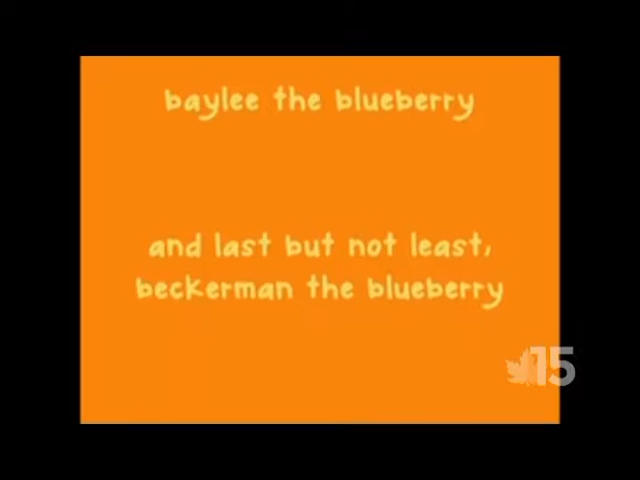 baylee the blueberry
and last but not least,
beckerman the blueberry
15